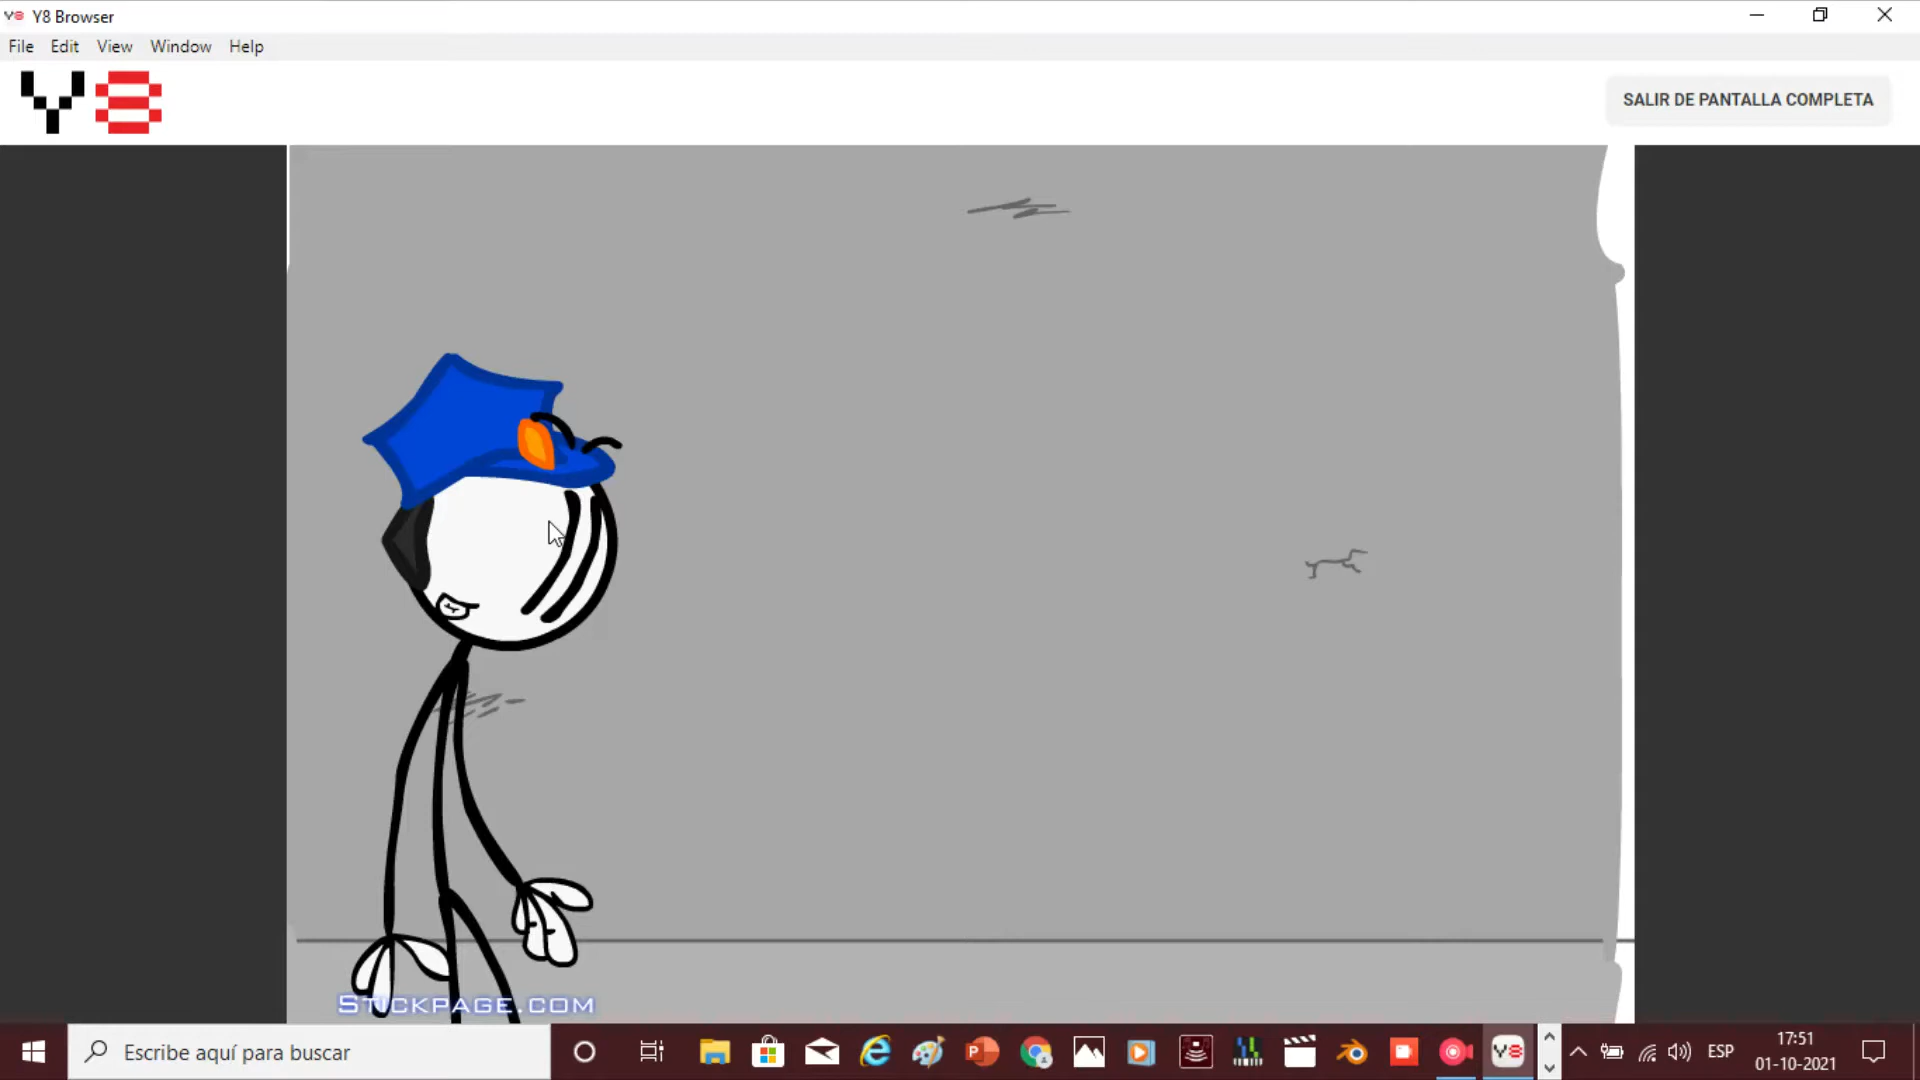 Y8 Browser
File Edit View Window Help
Y8
SALIR DE PANTALLA COMPLETA
STICKPAGE.COM
Escribe aquí para buscar
ESP
17:51
01-10-2021